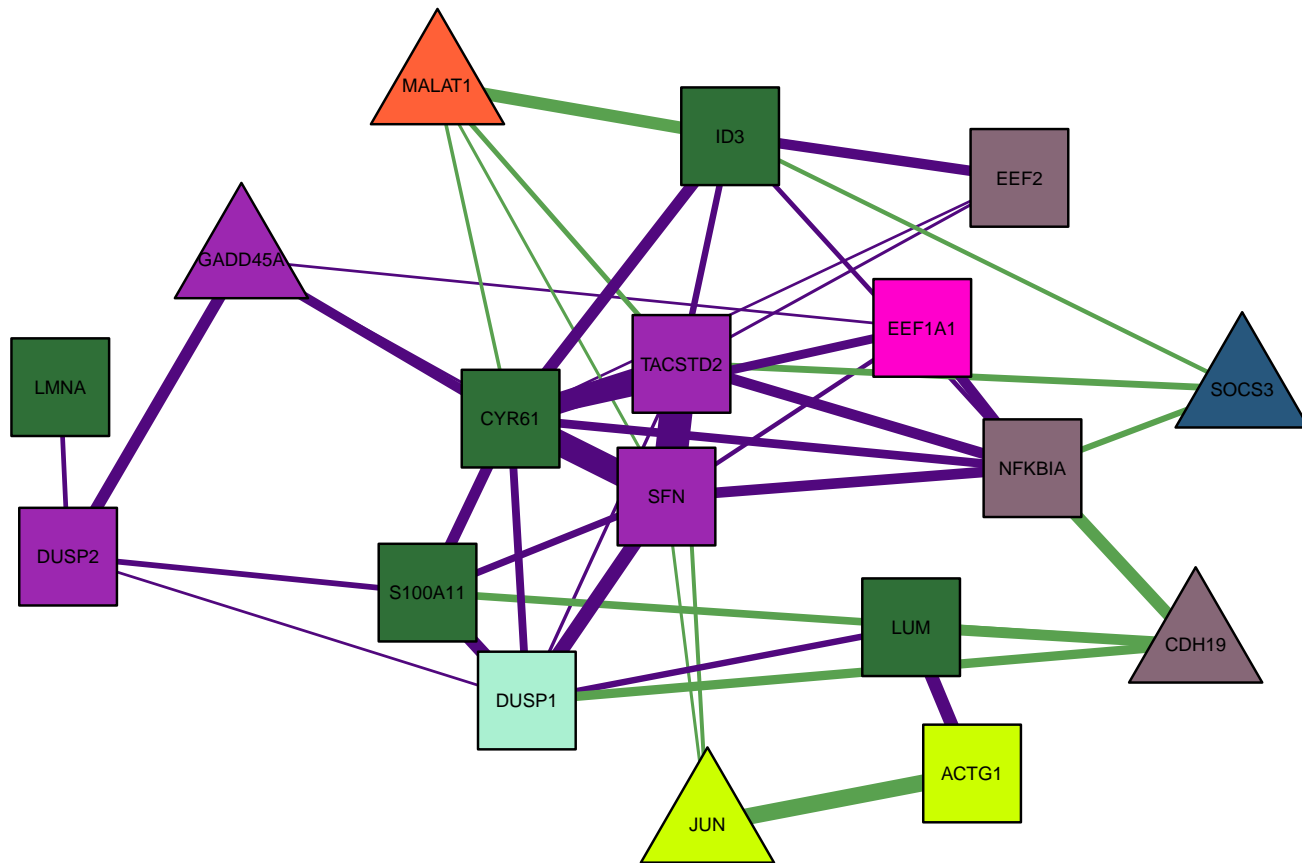 MALAT1
ID3
EEF2
GADD45A
EEF1A1
TACSTD2
LMNA
SOCS3
CYR61
NFKBIA
SFN
DUSP2
S100A11
LUM
CDH19
DUSP1
ACTG1
JUN